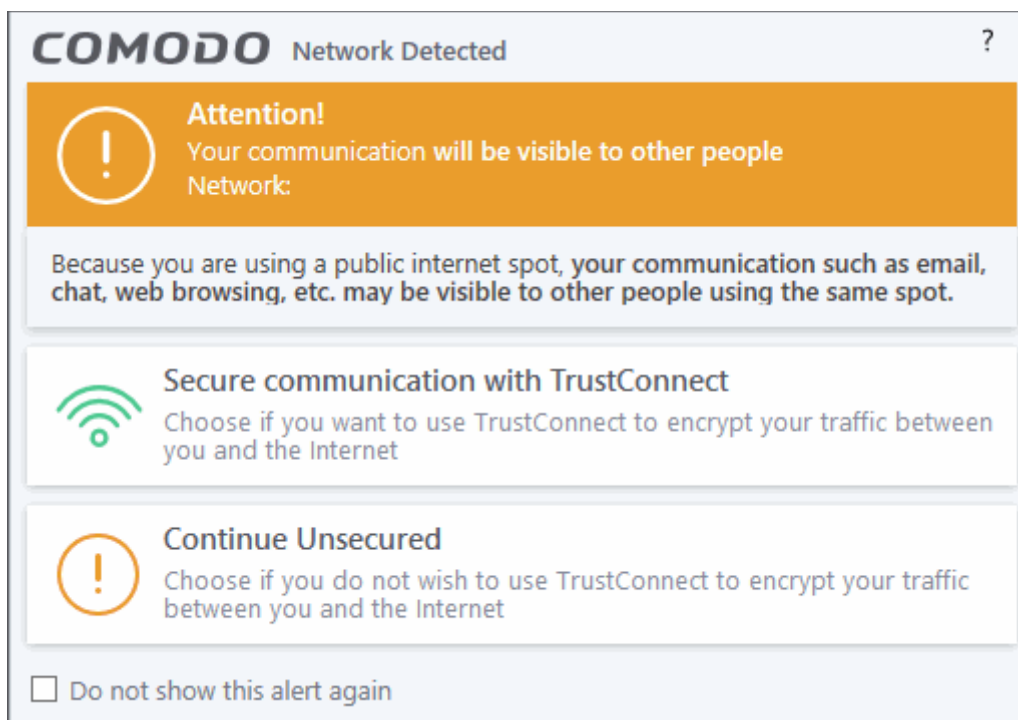 COMODO Network Detected ?
Attention!
Your communication will be visible to other people
Network:
Because you are using a public internet spot, your communication such as email,
chat, web browsing, etc. may be visible to other people using the same spot.
Secure communication with TrustConnect
Choose if you want to use TrustConnect to encrypt your traffic between
you and the Internet
Continue Unsecured
Choose if you do not wish to use TrustConnect to encrypt your traffic
between you and the Internet
Do not show this alert again